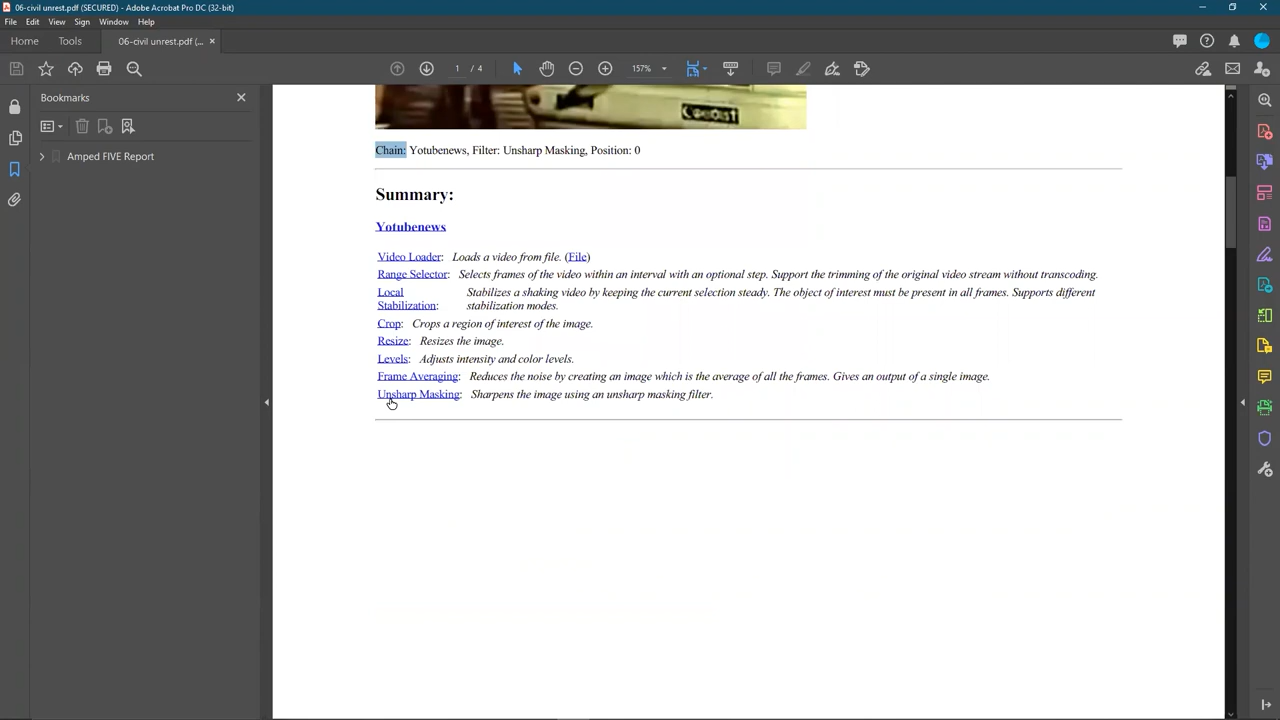 06-civil unrest.pdf (SECURED) - Adobe Acrobat Pro DC (32-bit)
File Edit View Sign Window Help
Home Tools 06-civil unrest.pdf (... ×
1 / 4 157%
Bookmarks
Amped FIVE Report
Chain: Yotubenews, Filter: Unsharp Masking, Position: 0
Summary:
Yotubenews
Video Loader: Loads a video from file. (File)
Range Selector: Selects frames of the video within an interval with an optional step. Support the trimming of the original video stream without transcoding.
Local Stabilizes a shaking video by keeping the current selection steady. The object of interest must be present in all frames. Supports different
Stabilization: stabilization modes.
Crop: Crops a region of interest of the image.
Resize: Resizes the image.
Levels: Adjusts intensity and color levels.
Frame Averaging: Reduces the noise by creating an image which is the average of all the frames. Gives an output of a single image.
Unsharp Masking: Sharpens the image using an unsharp masking filter.